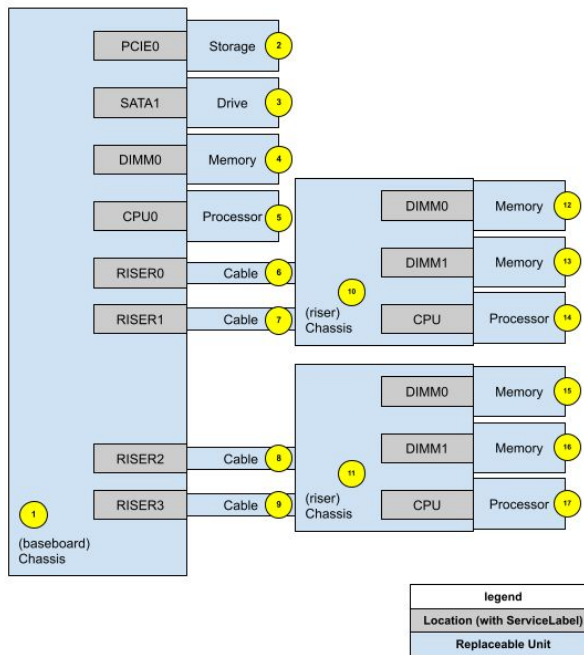 PCIE0 Storage 2
SATA1 Drive 3
DIMM0 Memory 4
CPU0 Processor 5
RISER0 Cable 6
RISER1 Cable 7
10
(riser)
Chassis
DIMM0 Memory 12
DIMM1 Memory 13
CPU Processor 14
RISER2 Cable 8
RISER3 Cable 9
11
(riser)
Chassis
DIMM0 Memory 15
DIMM1 Memory 16
CPU Processor 17
1
(baseboard)
Chassis
legend
Location (with ServiceLabel)
Replaceable Unit